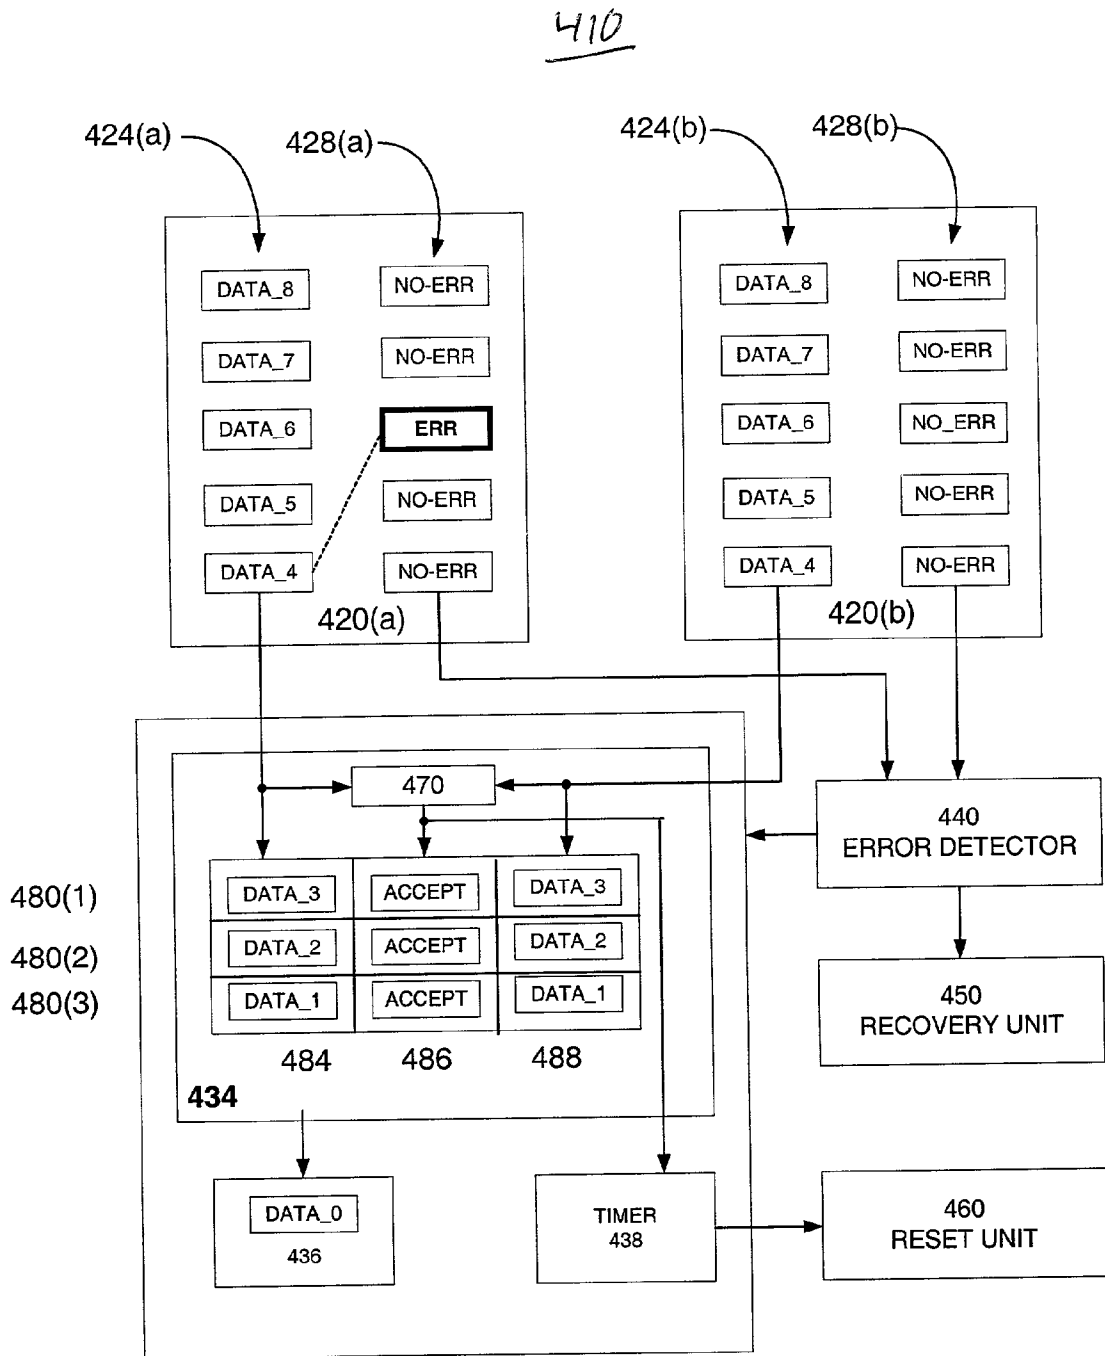 410
424(a) 428(a) 424(b) 428(b)
DATA_8 NO-ERR DATA_8 NO-ERR
DATA_7 NO-ERR DATA_7 NO-ERR
DATA_6 ERR DATA_6 NO_ERR
DATA_5 NO-ERR DATA_5 NO-ERR
DATA_4 NO-ERR DATA_4 NO-ERR
420(a) 420(b)
470
440
ERROR DETECTOR
480(1) DATA_3 ACCEPT DATA_3
480(2) DATA_2 ACCEPT DATA_2
480(3) DATA_1 ACCEPT DATA_1
450
RECOVERY UNIT
484 486 488
434
DATA_0
436
TIMER
438
460
RESET UNIT